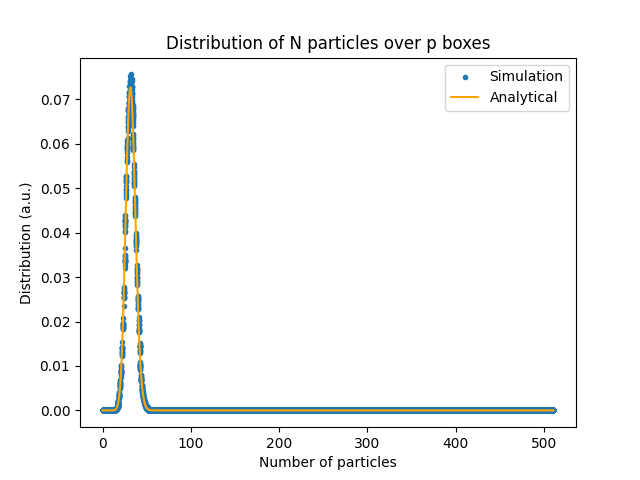 Distribution of N particles over p boxes
Simulation
Analytical
0.07
0.06
0.05
0.04
0.03
0.02
0.01
0.00
Distribution (a.u.)
0 100 200 300 400 500
Number of particles